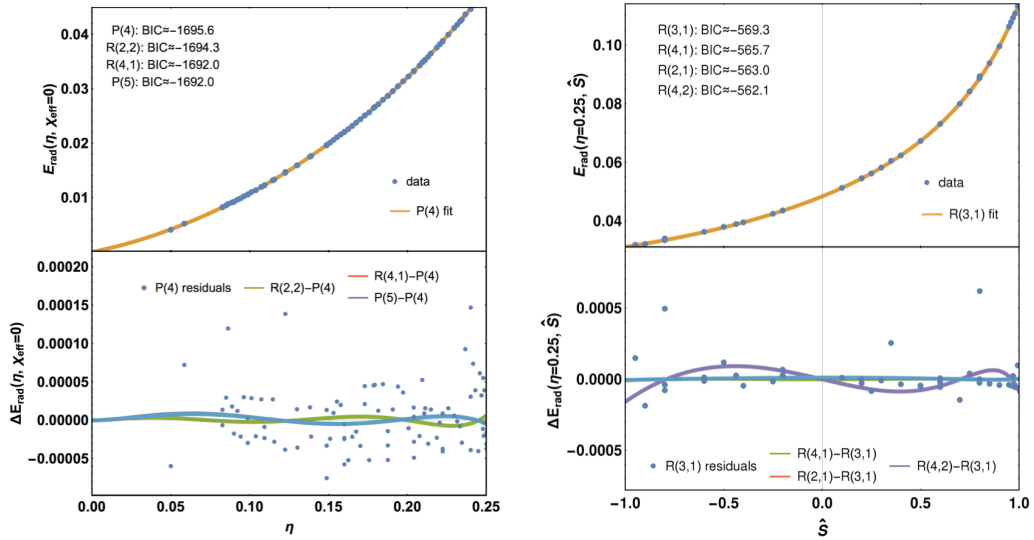 P(4): BIC≈-1695.6
R(2,2): BIC≈-1694.3
R(4,1): BIC≈-1692.0
P(5): BIC≈-1692.0
E_rad(η, χ_eff=0)
0.04
0.03
0.02
0.01
0.00
data
P(4) fit
ΔE_rad(η, χ_eff=0)
0.00020
0.00015
0.00010
0.00005
0.00000
-0.00005
P(4) residuals
R(2,2)-P(4)
R(4,1)-P(4)
P(5)-P(4)
0.00 0.05 0.10 0.15 0.20 0.25
η
R(3,1): BIC≈-569.3
R(4,1): BIC≈-565.7
R(2,1): BIC≈-563.0
R(4,2): BIC≈-562.1
E_rad(η=0.25, Ŝ)
0.10
0.08
0.06
0.04
data
R(3,1) fit
ΔE_rad(η=0.25, Ŝ)
0.0005
0.0000
-0.0005
R(3,1) residuals
R(4,1)-R(3,1)
R(2,1)-R(3,1)
R(4,2)-R(3,1)
-1.0 -0.5 0.0 0.5 1.0
Ŝ